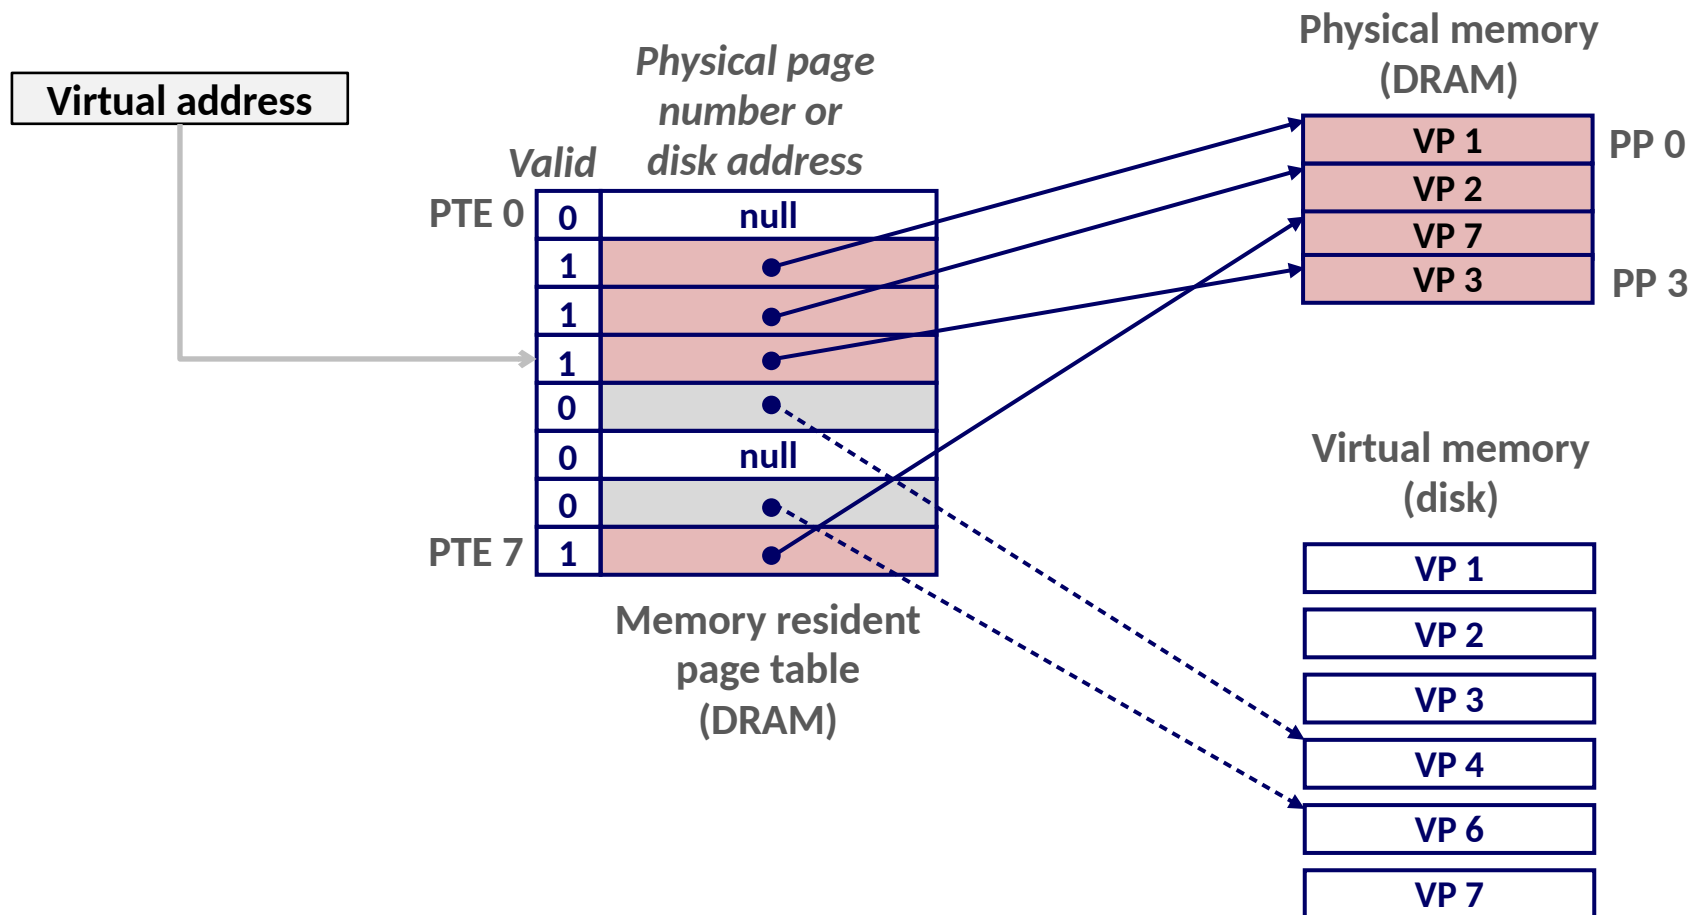 Virtual address
Physical page
number or
disk address
Valid
PTE 0
0
null
1
1
1
0
0
null
0
PTE 7
1
Memory resident
page table
(DRAM)
Physical memory
(DRAM)
VP 1
PP 0
VP 2
VP 7
VP 3
PP 3
Virtual memory
(disk)
VP 1
VP 2
VP 3
VP 4
VP 6
VP 7